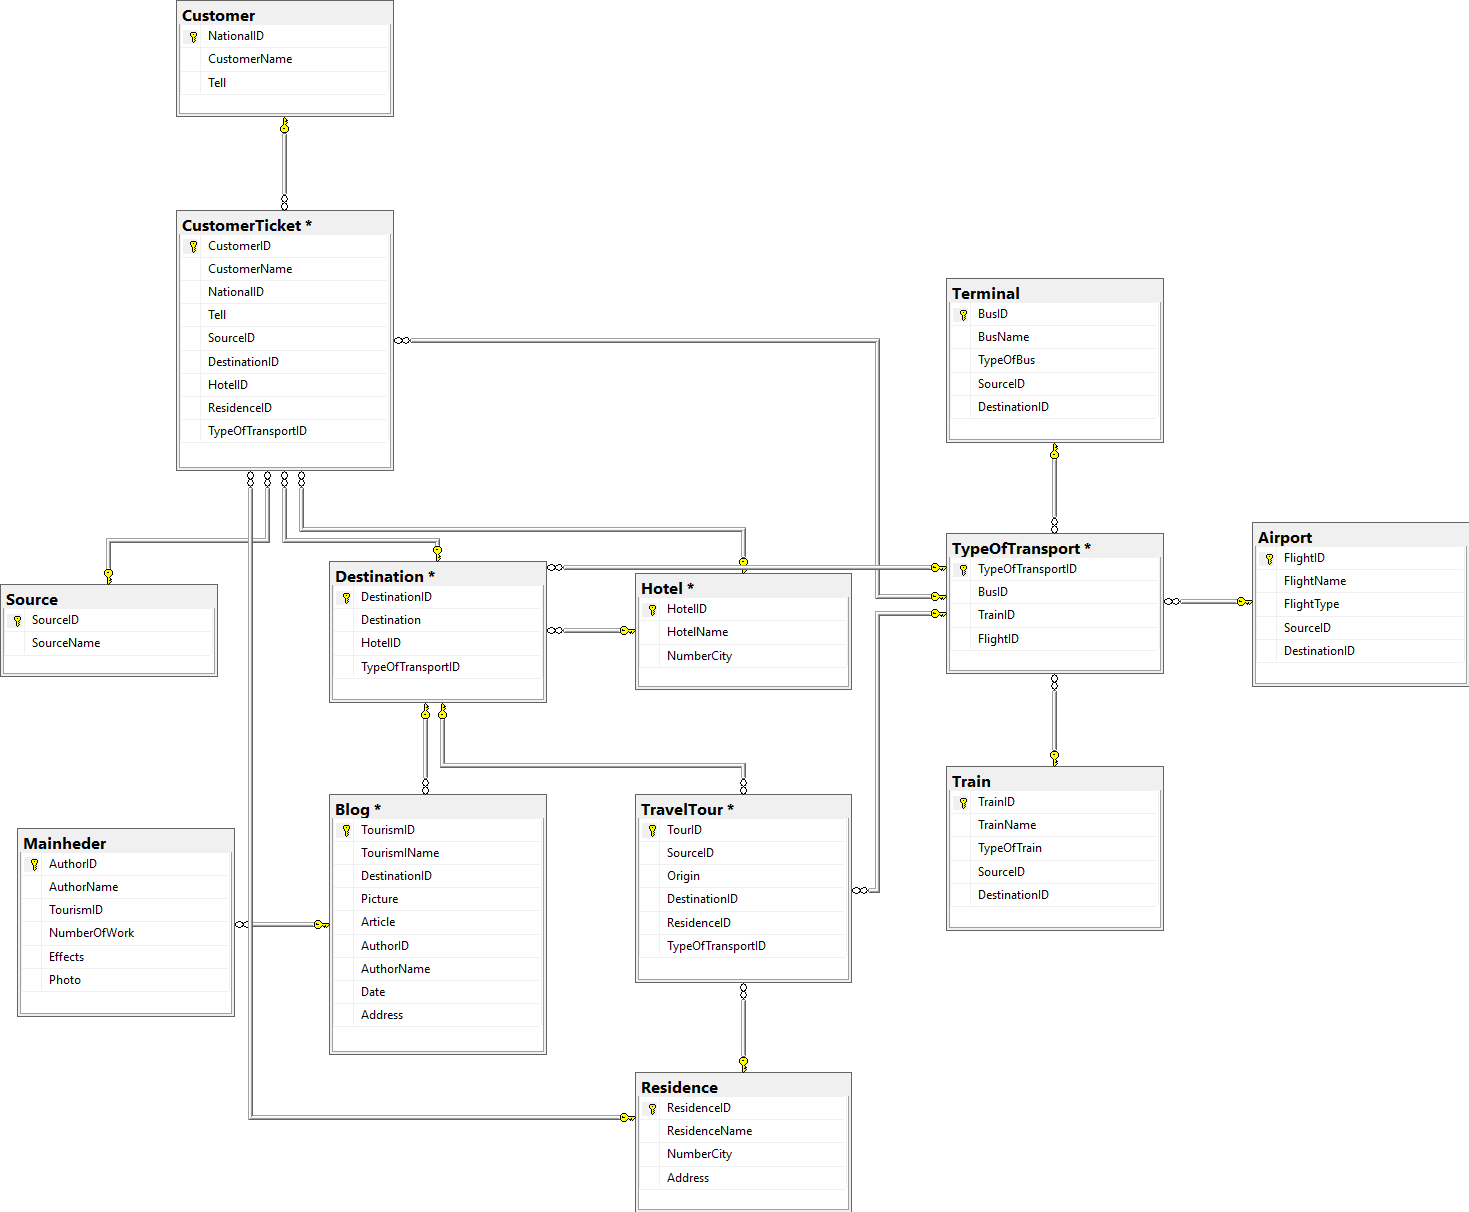 Customer
NationalID
CustomerName
Tell
CustomerTicket *
CustomerID
CustomerName
NationalID
Tell
SourceID
DestinationID
HotelID
ResidenceID
TypeOfTransportID
Terminal
BusID
BusName
TypeOfBus
SourceID
DestinationID
TypeOfTransport *
TypeOfTransportID
BusID
TrainID
FlightID
Airport
FlightID
FlightName
FlightType
SourceID
DestinationID
Source
SourceID
SourceName
Destination *
DestinationID
Destination
HotelID
TypeOfTransportID
Hotel *
HotelID
HotelName
NumberCity
Train
TrainID
TrainName
TypeOfTrain
SourceID
DestinationID
Mainheder
AuthorID
AuthorName
TourismID
NumberOfWork
Effects
Photo
Blog *
TourismID
TourismIName
DestinationID
Picture
Article
AuthorID
AuthorName
Date
Address
TravelTour *
TourID
SourceID
Origin
DestinationID
ResidenceID
TypeOfTransportID
Residence
ResidenceID
ResidenceName
NumberCity
Address